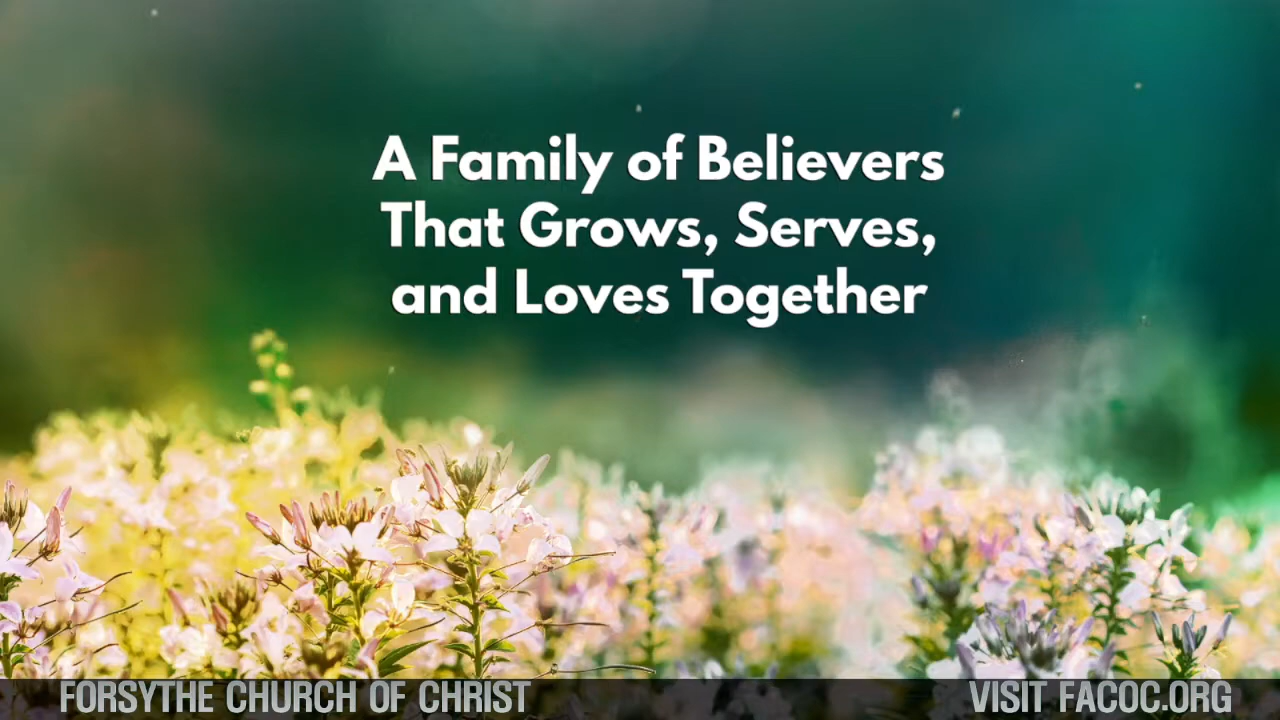 A Family of Believers
That Grows, Serves,
and Loves Together
FORSYTHE CHURCH OF CHRIST
VISIT FACOC.ORG